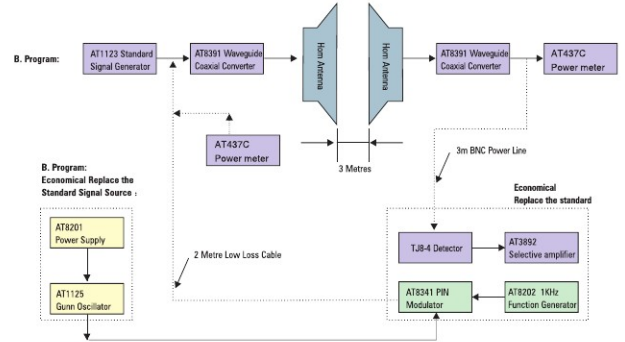 B. Program:
AT1123 Standard
Signal Generator
AT8391 Waveguide
Coaxial Converter
Horn Antenna
Horn Antenna
AT8391 Waveguide
Coaxial Converter
AT437C
Power meter
AT437C
Power meter
3 Metres
3m BNC Power Line
B. Program:
Economical Replace the
Standard Signal Source :
Economical
Replace the standard
AT8201
Power Supply
AT1125
Gunn Oscillator
2 Metre Low Loss Cable
TJ8-4 Detector
AT3892
Selective amplifier
AT8341 PIN
Modulator
AT8202 1KHz
Function Generator